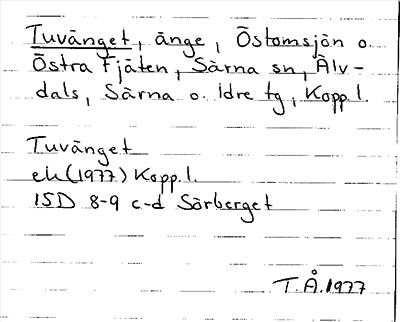 Tuvänget, änge, Östomsjön o.
Östra Fjäten, Särna sn, Älv-
dals, Särna o. Idre tg, Kopp.l.
Tuvänget
ek (1977) Kopp.l.
15D 8-9 c-d Sörberget
T.Å.1977